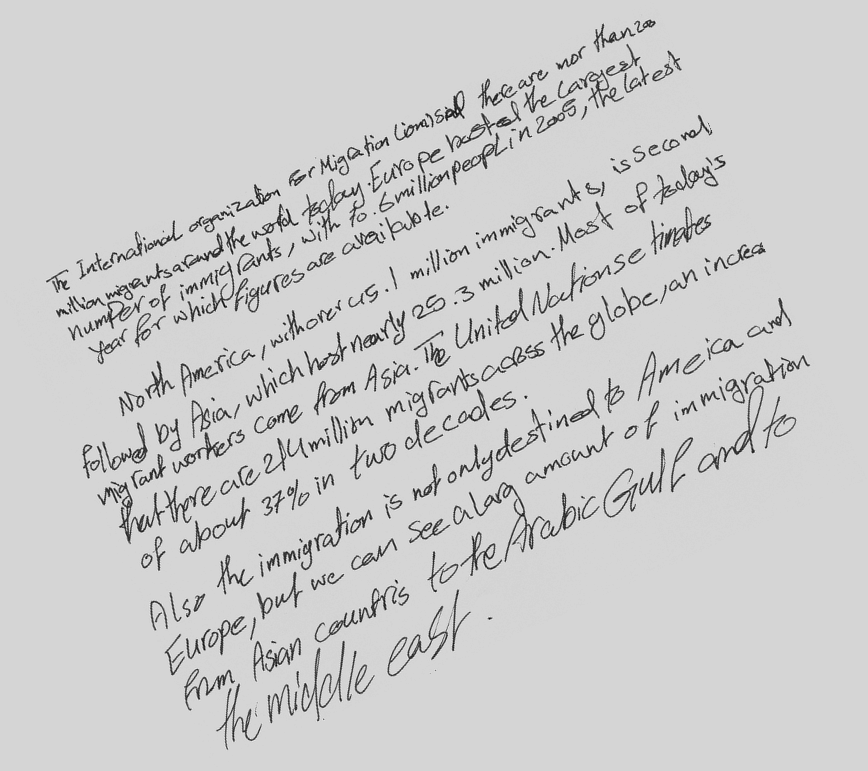 The International organization For Migration (iom) said there are mor than 200
million migrants around the world today. Europe hosted the Largest
number of immigrants, with 70.6 million peopl in 2005, the latest
year for which figures are available.
North America, with over 45.1 million immigrants, is Second,
followed by Asia, which host nearly 25.3 million. Most of today's
migrant workers come from Asia. The United Nations etimates
that there are 214 million migrants across the globe, an increa
of about 37% in two decades.
Also the immigration is not only destined to Ameica and
Europe, but we can see a larg amount of immigration
From Asian countris to the Arabic Gulf and to
the middle east.